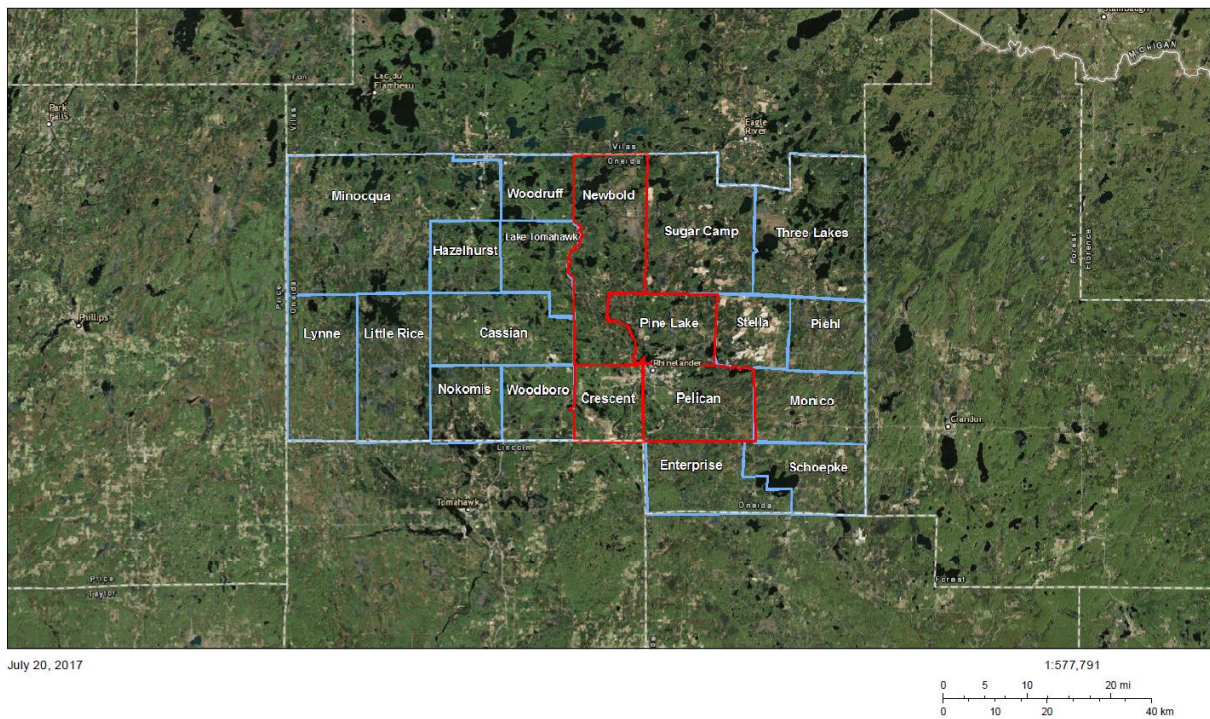 Stambaugh
MICHIGAN
Iron
Vilas
Lac du
Flambeau
Park
Falls
Eagle
River
Vilas
Oneida
Minocqua
Woodruff
Newbold
Sugar Camp
Three Lakes
Hazelhurst
Lake Tomahawk
Forest
Florence
Price
Oneida
Phillips
Lynne
Little Rice
Cassian
Pine Lake
Stella
Piehl
Rhinelander
Nokomis
Woodboro
Crescent
Pelican
Monico
Crandon
Lincoln
Enterprise
Schoepke
Tomahawk
Oneida
Price
Taylor
Forest
July 20, 2017
1:577,791
0 5 10 20 mi
0 10 20 40 km